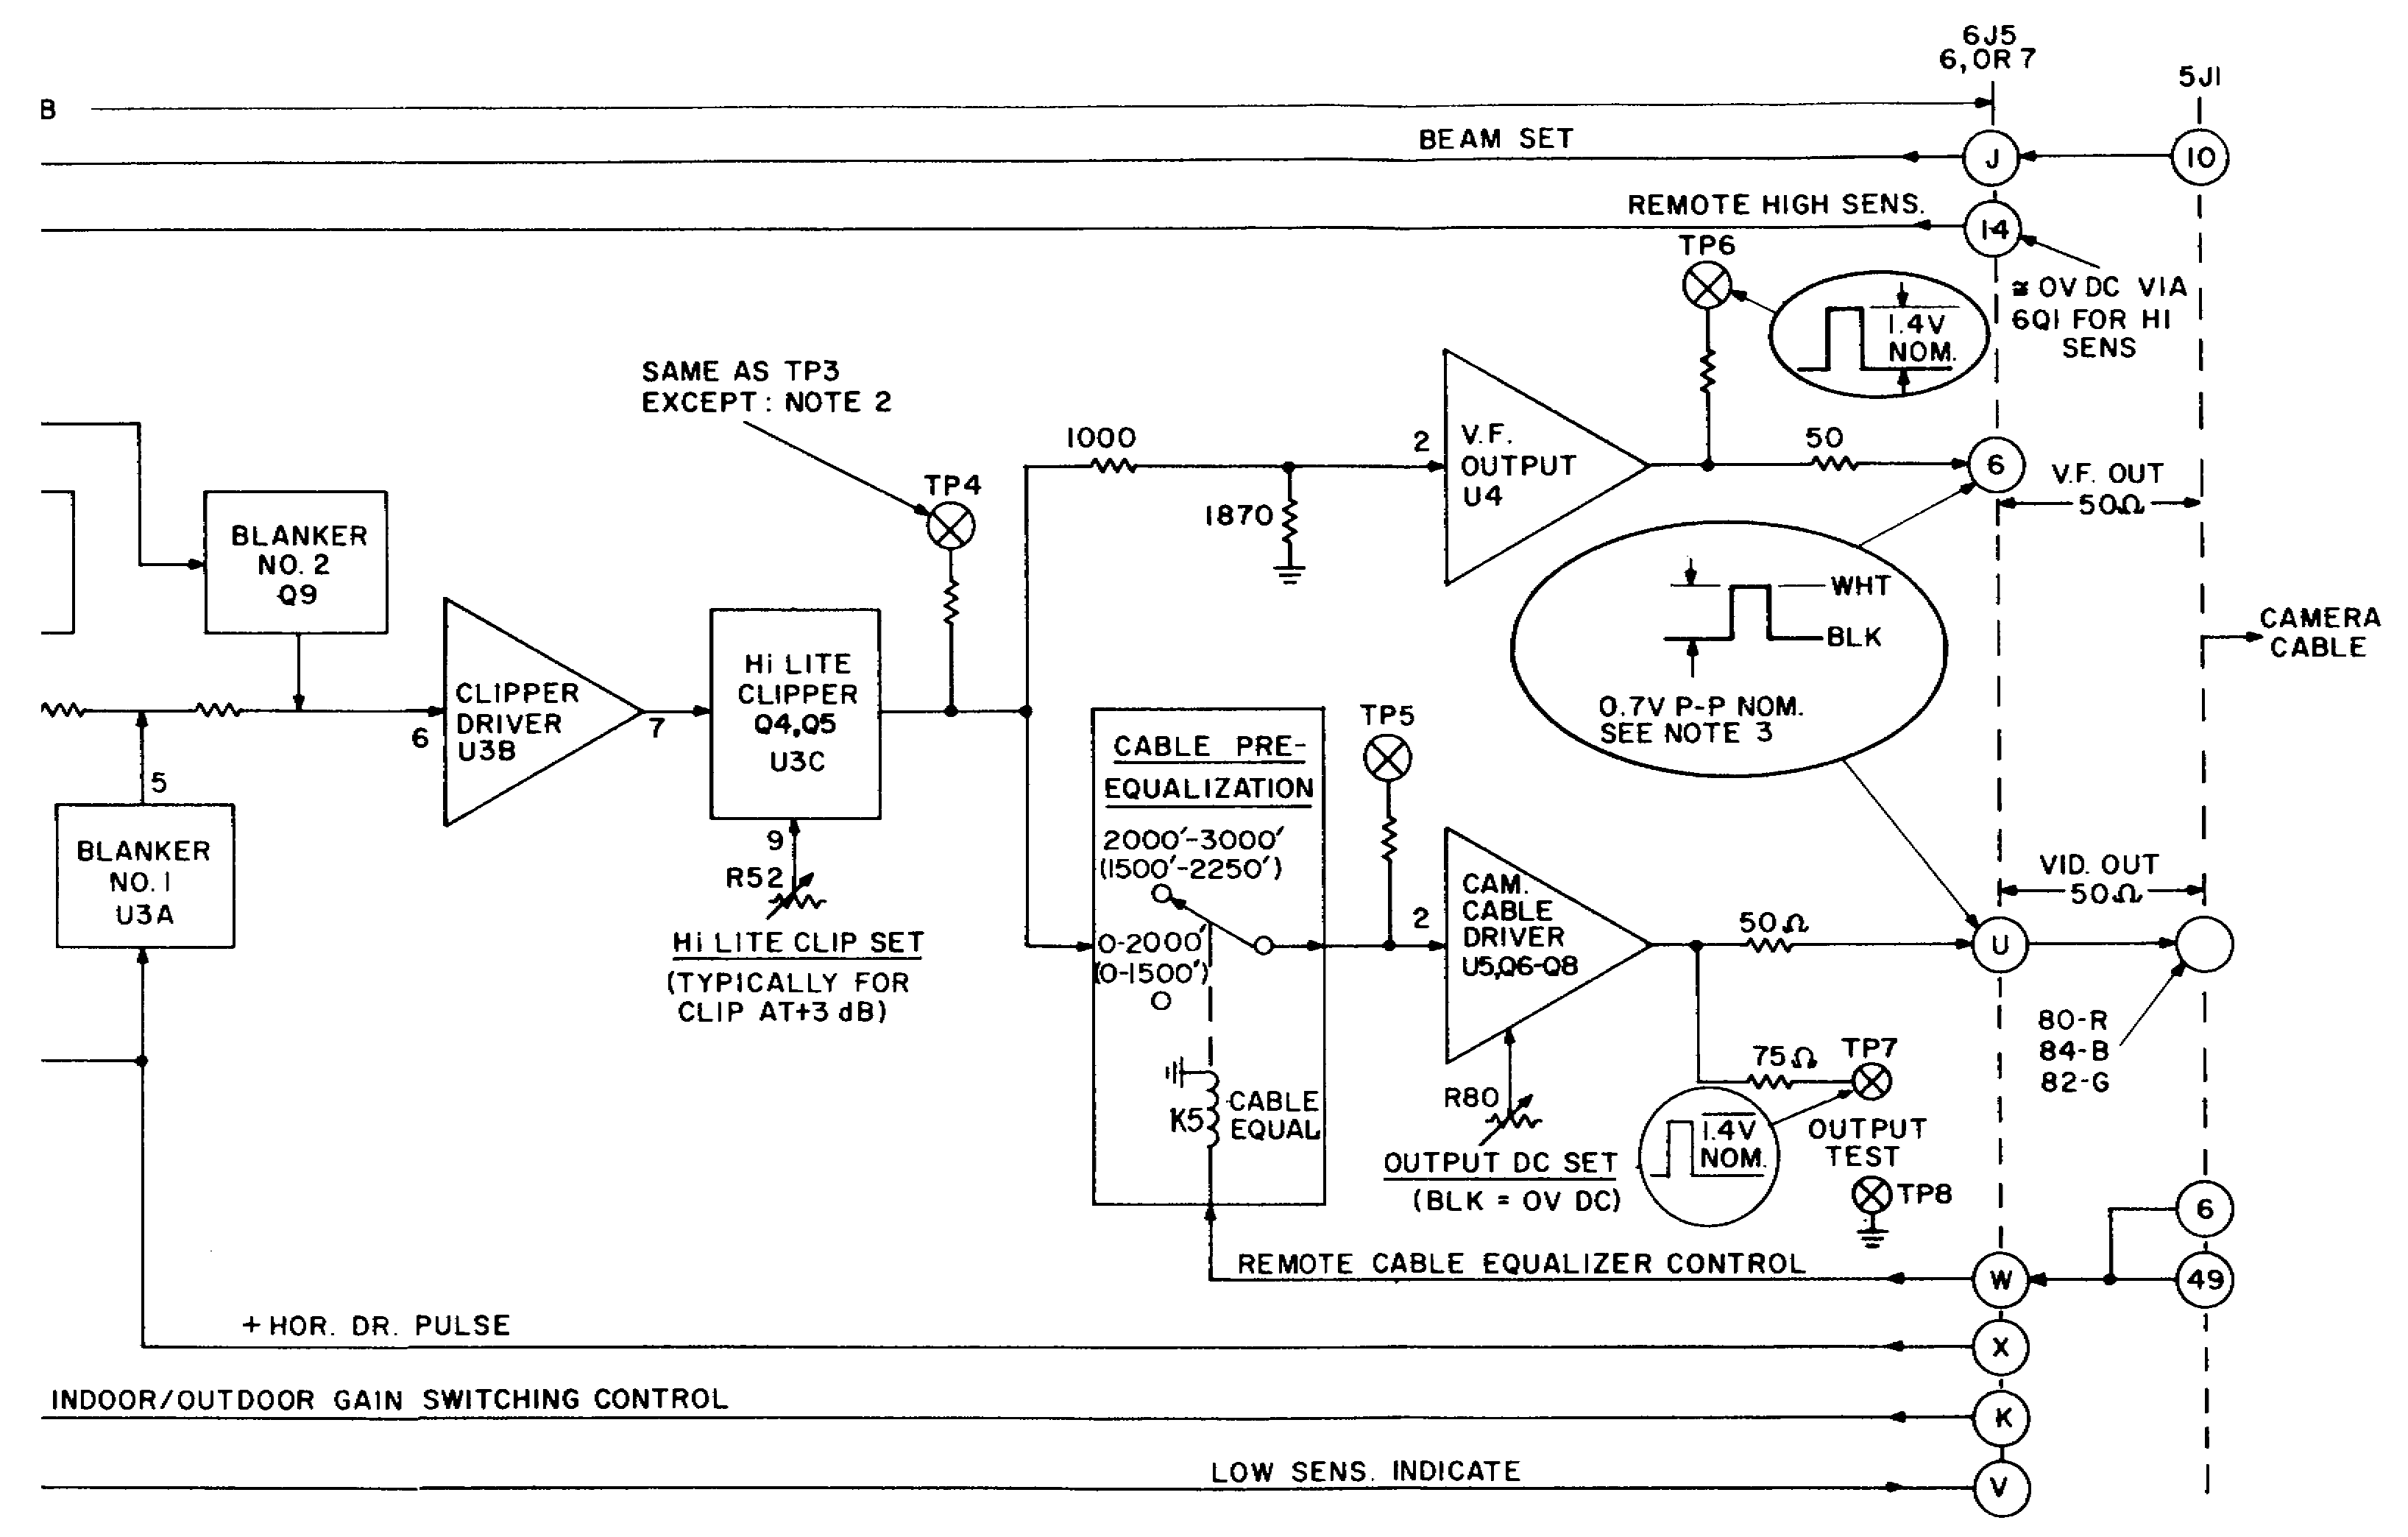 6J5
6, OR 7
5J1
B
BEAM SET
J
10
REMOTE HIGH SENS.
14
TP6
≅ 0V DC VIA
6Q1 FOR HI
SENS
1.4V
NOM.
SAME AS TP3
EXCEPT: NOTE 2
TP4
1000
1870
2
V.F.
OUTPUT
U4
50
6
V.F. OUT
50Ω
BLANKER
NO. 2
Q9
WHT
BLK
0.7V P-P NOM.
SEE NOTE 3
CAMERA
CABLE
6
CLIPPER
DRIVER
U3B
7
Hi LITE
CLIPPER
Q4,Q5
U3C
9
R52
Hi LITE CLIP SET
(TYPICALLY FOR
CLIP AT+3 dB)
5
BLANKER
NO. 1
U3A
CABLE PRE-
EQUALIZATION
2000′-3000′
(1500′-2250′)
0-2000′
(0-1500′)
K5
CABLE
EQUAL
TP5
2
CAM.
CABLE
DRIVER
U5,Q6-Q8
50Ω
U
VID. OUT
50Ω
80-R
84-B
82-G
75Ω
TP7
R80
OUTPUT DC SET
(BLK = 0V DC)
1.4V
NOM.
OUTPUT
TEST
TP8
6
REMOTE CABLE EQUALIZER CONTROL
W
49
+ HOR. DR. PULSE
X
INDOOR/OUTDOOR GAIN SWITCHING CONTROL
K
LOW SENS. INDICATE
V